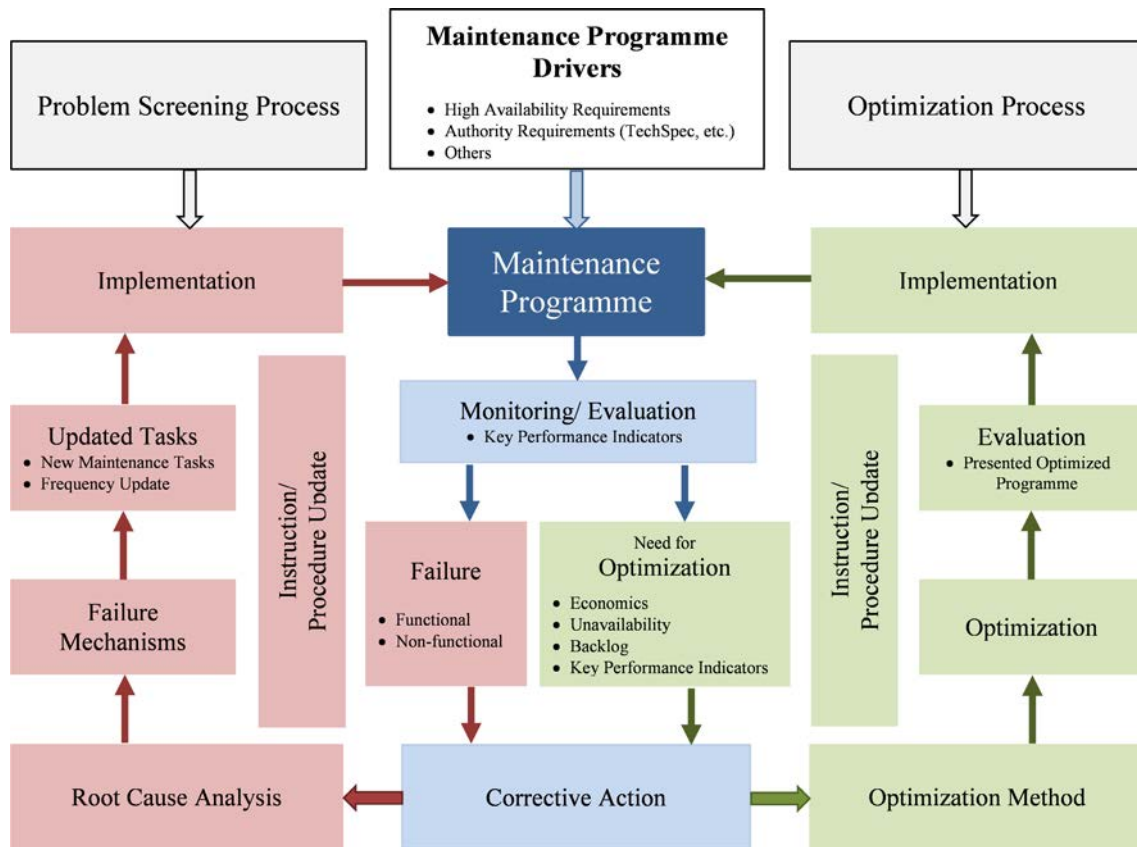 Maintenance Programme
Drivers
• High Availability Requirements
• Authority Requirements (TechSpec, etc.)
• Others
Problem Screening Process
Optimization Process
Implementation
Maintenance
Programme
Implementation
Monitoring/ Evaluation
• Key Performance Indicators
Updated Tasks
• New Maintenance Tasks
• Frequency Update
Instruction/
Procedure Update
Failure
• Functional
• Non-functional
Need for
Optimization
• Economics
• Unavailability
• Backlog
• Key Performance Indicators
Instruction/
Procedure Update
Evaluation
• Presented Optimized
Programme
Failure
Mechanisms
Optimization
Root Cause Analysis
Corrective Action
Optimization Method